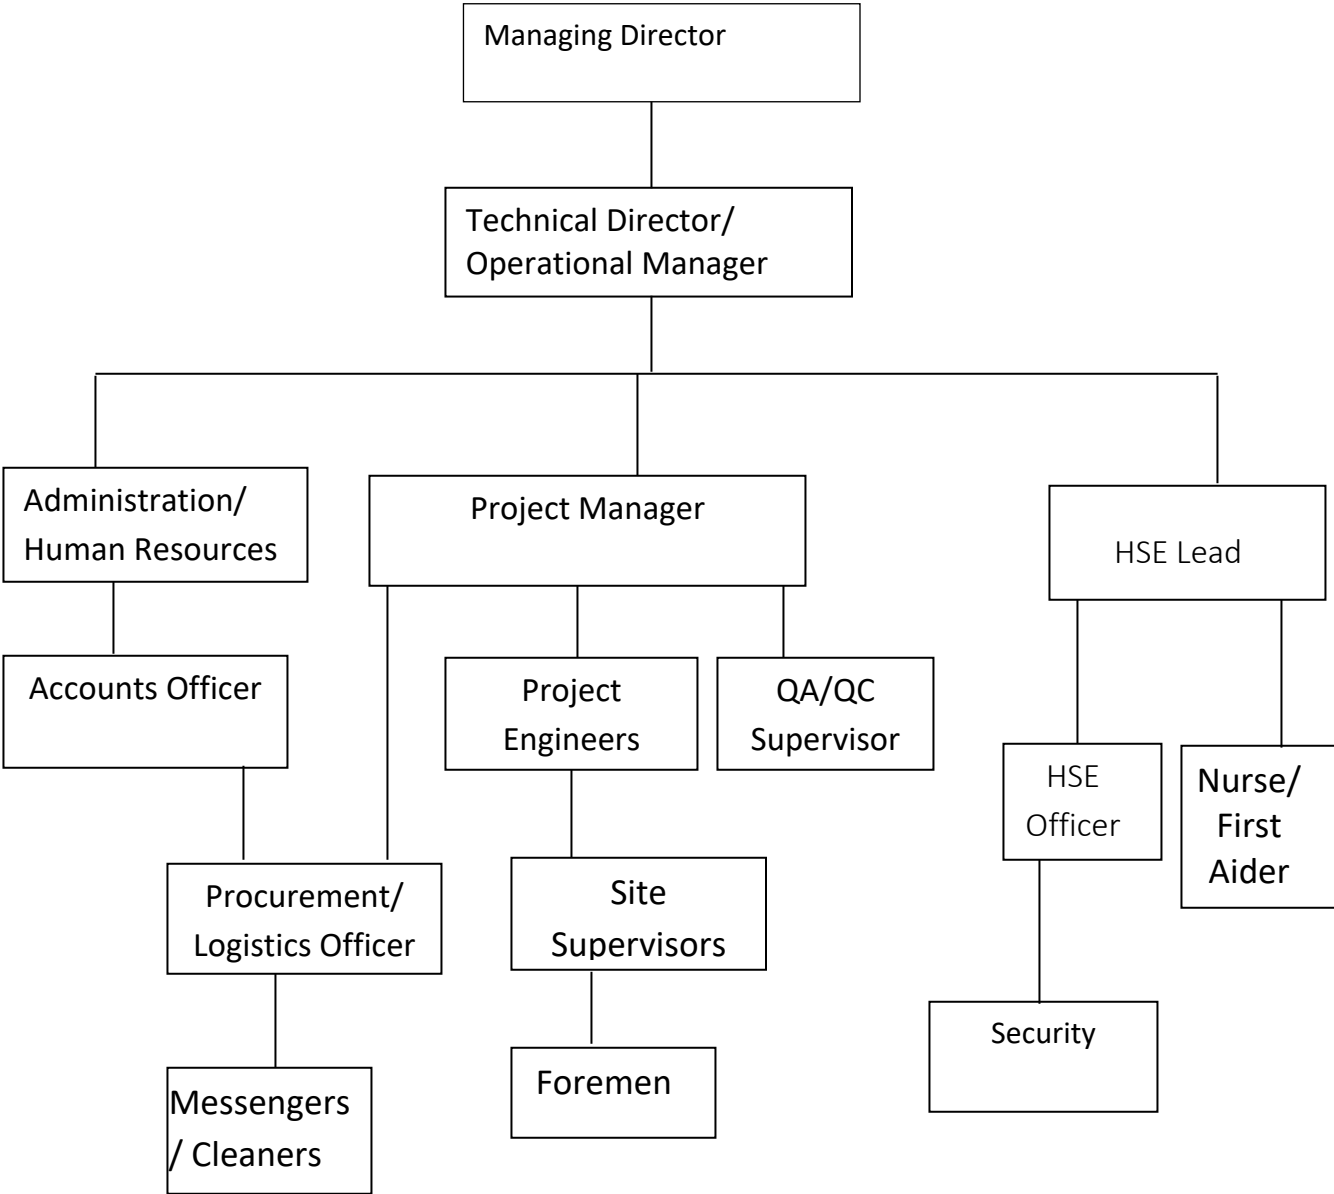 Managing Director
Technical Director/
Operational Manager
Administration/
Human Resources
Project Manager
HSE Lead
Accounts Officer
Project
Engineers
QA/QC
Supervisor
HSE
Officer
Nurse/
First
Aider
Procurement/
Logistics Officer
Site
Supervisors
Security
Foremen
Messengers
/ Cleaners